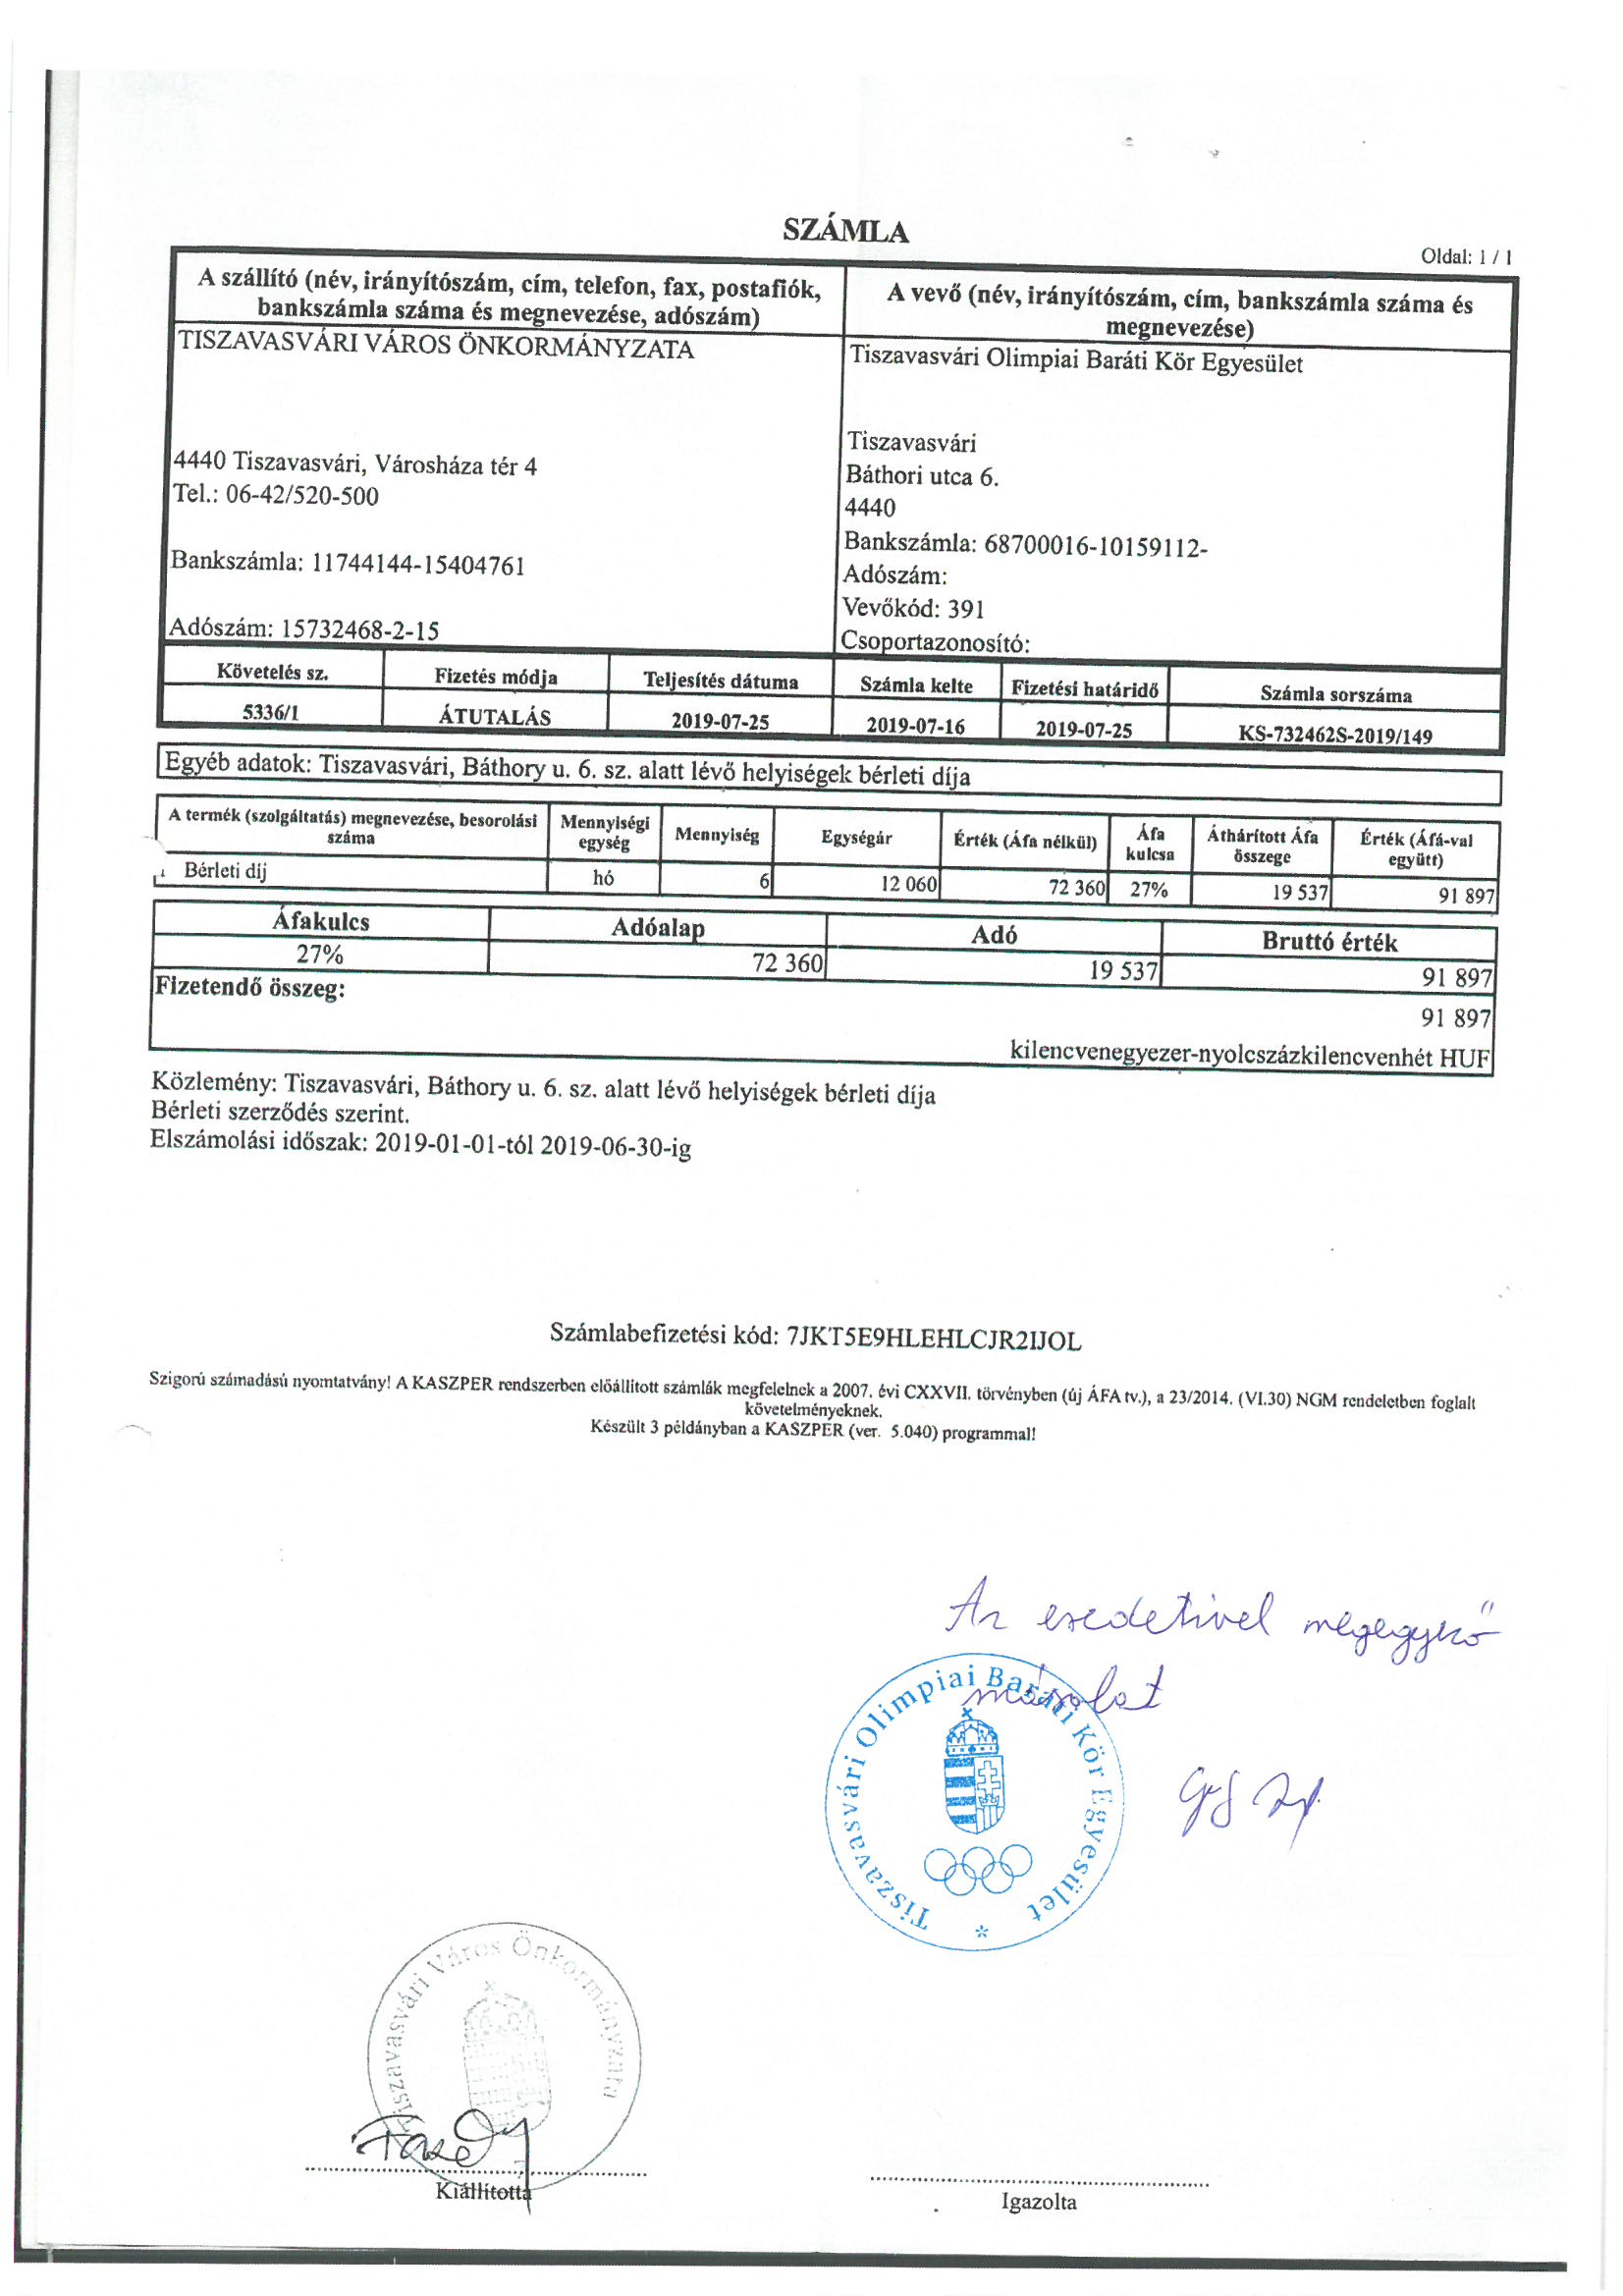 SZÁMLA
Oldal: 1 / 1
A szállító (név, irányítószám, cím, telefon, fax, postafiók,
bankszámla száma és megnevezése, adószám)
A vevő (név, irányítószám, cím, bankszámla száma és
megnevezése)
TISZAVASVÁRI VÁROS ÖNKORMÁNYZATA
4440 Tiszavasvári, Városháza tér 4
Tel.: 06-42/520-500
Bankszámla: 11744144-15404761
Adószám: 15732468-2-15
Tiszavasvári Olimpiai Baráti Kör Egyesület
Tiszavasvári
Báthori utca 6.
4440
Bankszámla: 68700016-10159112-
Adószám:
Vevőkód: 391
Csoportazonosító:
Követelés sz. Fizetés módja Teljesítés dátuma Számla kelte Fizetési határidő Számla sorszáma
5336/1 ÁTUTALÁS 2019-07-25 2019-07-16 2019-07-25 KS-732462S-2019/149
Egyéb adatok: Tiszavasvári, Báthory u. 6. sz. alatt lévő helyiségek bérleti díja
A termék (szolgáltatás) megnevezése, besorolási száma Mennyiségi egység Mennyiség Egységár Érték (Áfa nélkül) Áfa kulcsa Áthárított Áfa összege Érték (Áfá-val együtt)
Bérleti díj hó 6 12 060 72 360 27% 19 537 91 897
Áfakulcs Adóalap Adó Bruttó érték
27% 72 360 19 537 91 897
Fizetendő összeg:
91 897
kilencvenegyezer-nyolcszázkilencvenhét HUF
Közlemény: Tiszavasvári, Báthory u. 6. sz. alatt lévő helyiségek bérleti díja
Bérleti szerződés szerint.
Elszámolási időszak: 2019-01-01-tól 2019-06-30-ig
Számlabefizetési kód: 7JKT5E9HLEHLCJR2IJOL
Szigorú számadású nyomtatvány! A KASZPER rendszerben előállított számlák megfelelnek a 2007. évi CXXVII. törvényben (új ÁFA tv.), a 23/2014. (VI.30) NGM rendeletben foglalt
követelményeknek.
Készült 3 példányban a KASZPER (ver. 5.040) programmal!
Az eredetivel megegyező
másolat
Tiszavasvári Olimpiai Baráti Kör Egyesület *
Tiszavasvári Város Önkormányzata
Kiállította
Igazolta